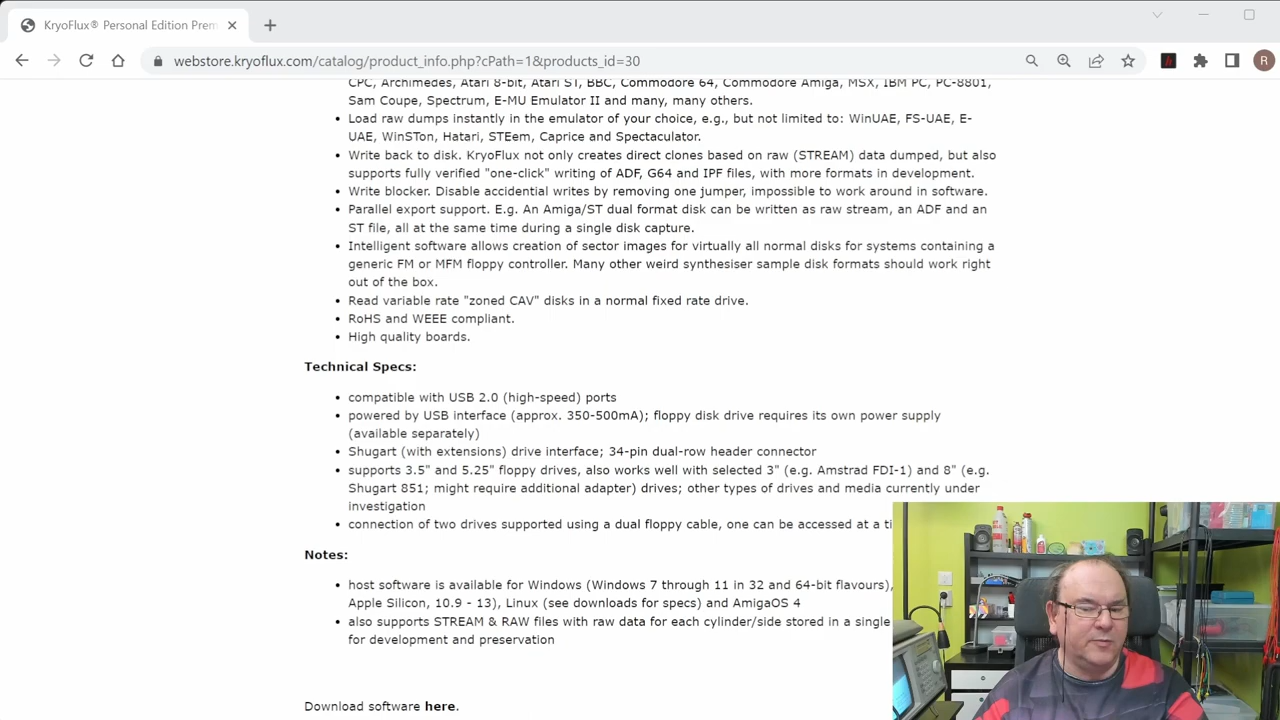 KryoFlux® Personal Edition Prem
webstore.kryoflux.com/catalog/product_info.php?cPath=1&products_id=30
R
CPC, Archimedes, Atari 8-bit, Atari ST, BBC, Commodore 64, Commodore Amiga, MSX, IBM PC, PC-8801,
Sam Coupe, Spectrum, E-MU Emulator II and many, many others.
• Load raw dumps instantly in the emulator of your choice, e.g., but not limited to: WinUAE, FS-UAE, E-
UAE, WinSTon, Hatari, STEem, Caprice and Spectaculator.
• Write back to disk. KryoFlux not only creates direct clones based on raw (STREAM) data dumped, but also
supports fully verified "one-click" writing of ADF, G64 and IPF files, with more formats in development.
• Write blocker. Disable accidential writes by removing one jumper, impossible to work around in software.
• Parallel export support. E.g. An Amiga/ST dual format disk can be written as raw stream, an ADF and an
ST file, all at the same time during a single disk capture.
• Intelligent software allows creation of sector images for virtually all normal disks for systems containing a
generic FM or MFM floppy controller. Many other weird synthesiser sample disk formats should work right
out of the box.
• Read variable rate "zoned CAV" disks in a normal fixed rate drive.
• RoHS and WEEE compliant.
• High quality boards.
Technical Specs:
• compatible with USB 2.0 (high-speed) ports
• powered by USB interface (approx. 350-500mA); floppy disk drive requires its own power supply
(available separately)
• Shugart (with extensions) drive interface; 34-pin dual-row header connector
• supports 3.5" and 5.25" floppy drives, also works well with selected 3" (e.g. Amstrad FDI-1) and 8" (e.g.
Shugart 851; might require additional adapter) drives; other types of drives and media currently under
investigation
• connection of two drives supported using a dual floppy cable, one can be accessed at a ti
Notes:
• host software is available for Windows (Windows 7 through 11 in 32 and 64-bit flavours),
Apple Silicon, 10.9 - 13), Linux (see downloads for specs) and AmigaOS 4
• also supports STREAM & RAW files with raw data for each cylinder/side stored in a single
for development and preservation
Download software here.